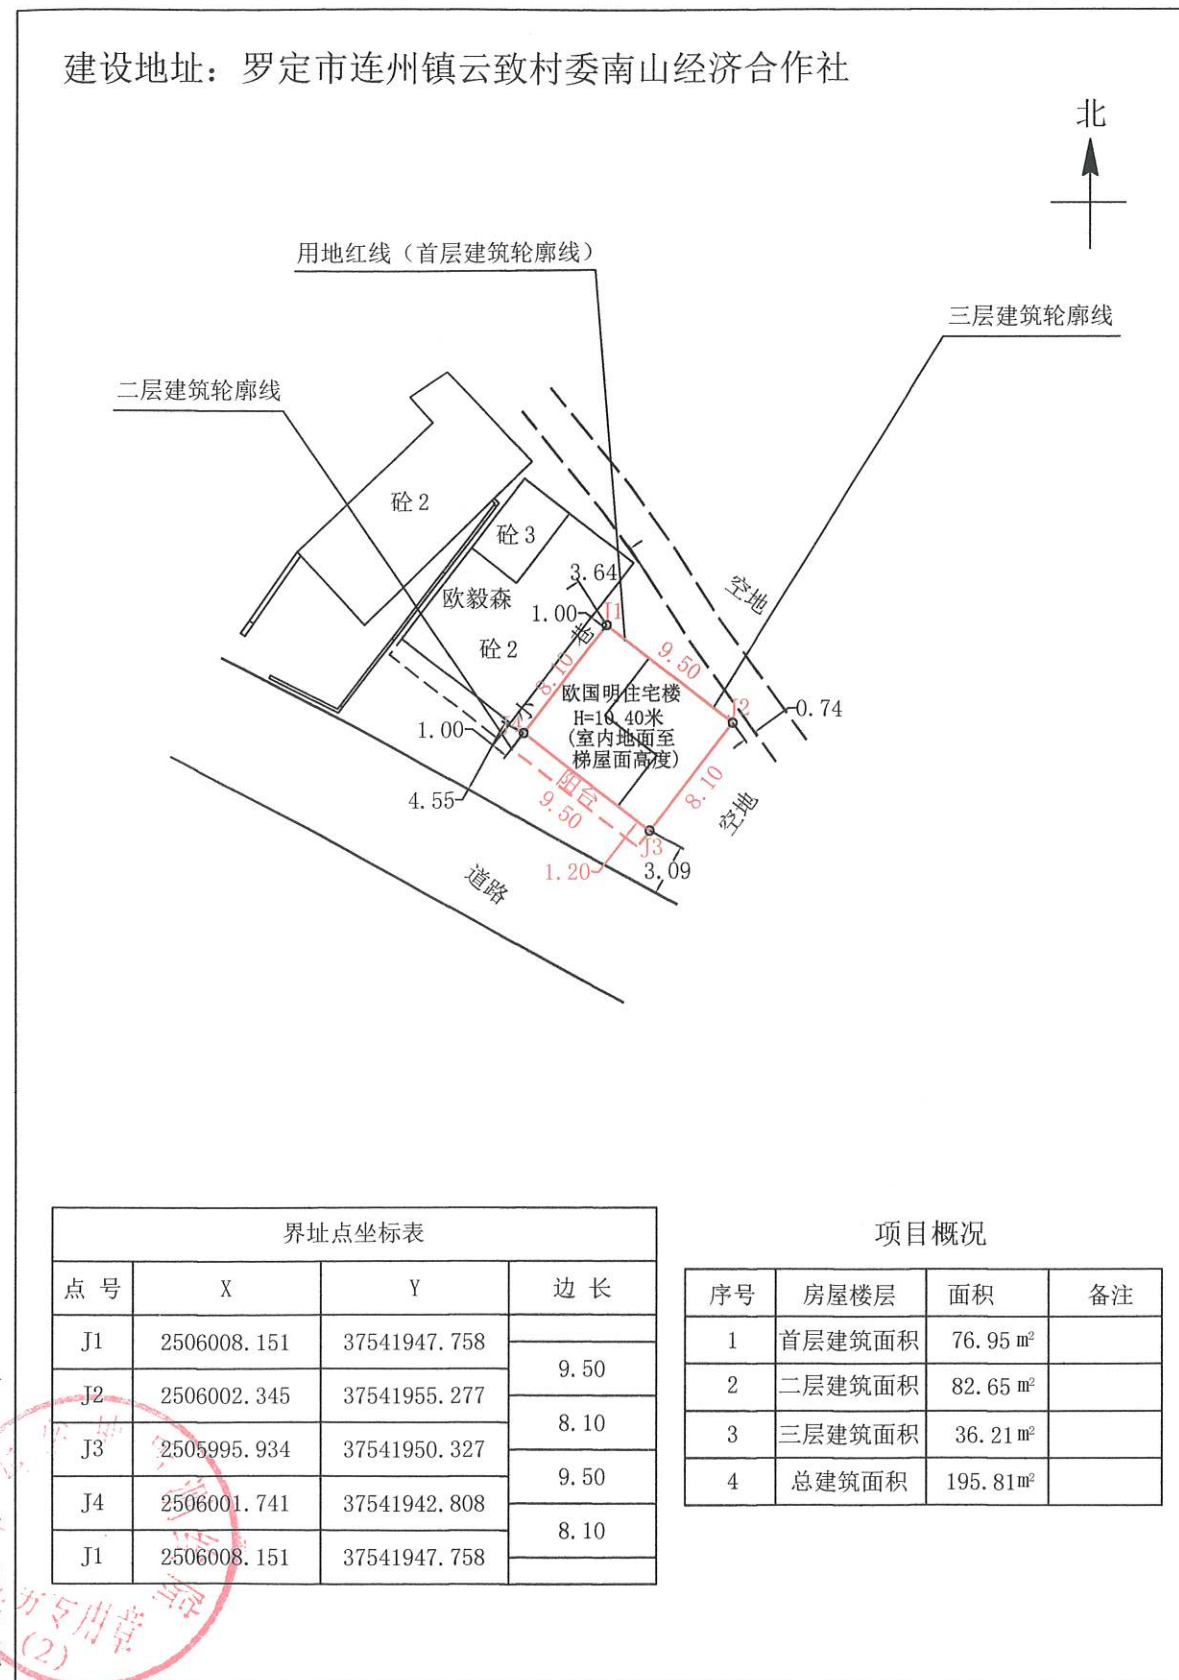 建设地址：罗定市连州镇云致村委南山经济合作社
北
用地红线（首层建筑轮廓线）
三层建筑轮廓线
二层建筑轮廓线
砼2
砼3
3.64
空地
欧毅森
1.00
J1
巷
砼2
9.50
8.10
欧国明住宅楼
小
J2
0.74
H=10.40米
1.00
(室内地面至
梯屋面高度)
阳台
8.10
4.55
9.50
空地
J3
1.20
3.09
道路
界址点坐标表
点 号 X Y 边 长
J1 2506008.151 37541947.758
9.50
J2 2506002.345 37541955.277
8.10
J3 2505995.934 37541950.327
9.50
J4 2506001.741 37541942.808
8.10
J1 2506008.151 37541947.758
项目概况
序号 房屋楼层 面积 备注
1 首层建筑面积 76.95㎡
2 二层建筑面积 82.65㎡
3 三层建筑面积 36.21㎡
4 总建筑面积 195.81㎡
专用章
(2)